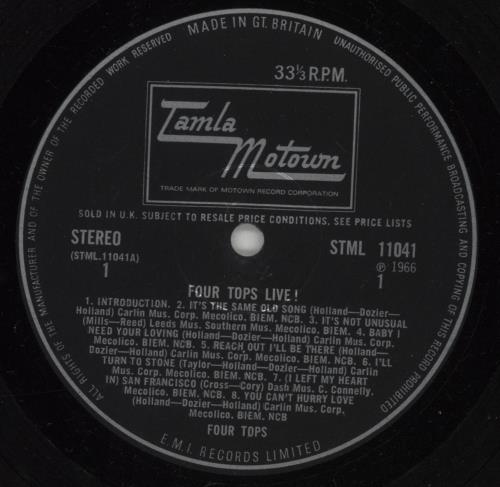 MADE IN GT. BRITAIN
UNAUTHORISED PUBLIC PERFORMANCE BROADCASTING AND COPYING OF THIS RECORD PROHIBITED
ALL RIGHTS OF THE MANUFACTURER AND OF THE OWNER OF THE RECORDED WORK RESERVED
33⅓ R.P.M.
Tamla
Motown
TRADE MARK OF MOTOWN RECORD CORPORATION
SOLD IN U.K. SUBJECT TO RESALE PRICE CONDITIONS, SEE PRICE LISTS
STEREO
(STML.11041A)
1
STML 11041
℗ 1966
1
FOUR TOPS LIVE!
1. INTRODUCTION. 2. IT'S THE SAME OLD SONG (Holland—Dozier—
Holland) Carlin Mus. Corp. Mecolico. BIEM. NCB. 3. IT'S NOT UNUSUAL
(Mills—Reed) Leeds Mus. Southern Mus. Mecolico. BIEM. 4. BABY I
NEED YOUR LOVING (Holland—Dozier—Holland) Carlin Mus. Corp.
Mecolico. BIEM. NCB. 5. REACH OUT I'LL BE THERE (Holland—
Dozier—Holland) Carlin Mus. Corp. Mecolico. BIEM. NCB. 6. I'LL
TURN TO STONE (Taylor—Holland—Dozier—Holland) Carlin Mus.
Corp. Mecolico. BIEM. NCB. 7. (I LEFT MY HEART
IN) SAN FRANCISCO (Cross—Cory) Dash Mus. C. Connelly.
Mecolico. BIEM. 8. YOU CAN'T HURRY LOVE
(Holland—Dozier—Holland) Carlin Mus. Corp.
Mecolico. BIEM. NCB
FOUR TOPS
E.M.I. RECORDS LIMITED